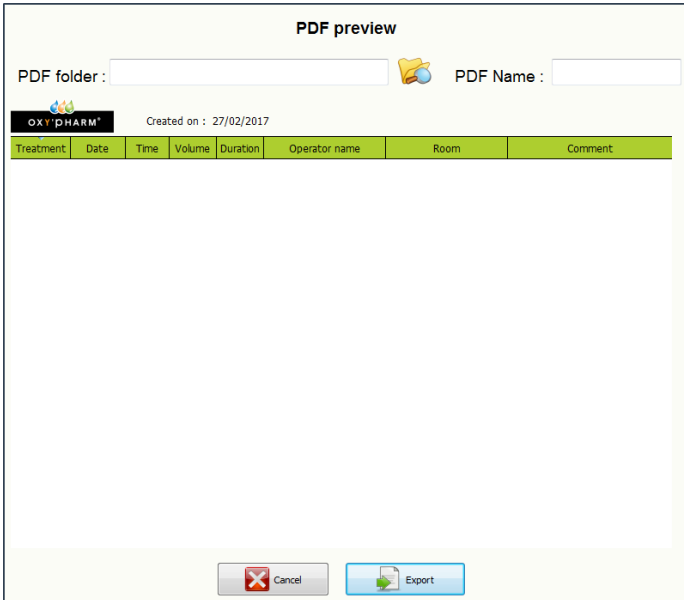 PDF preview
PDF folder : PDF Name :
OXY'PHARM® Created on : 27/02/2017
Treatment Date Time Volume Duration Operator name Room Comment
Cancel Export